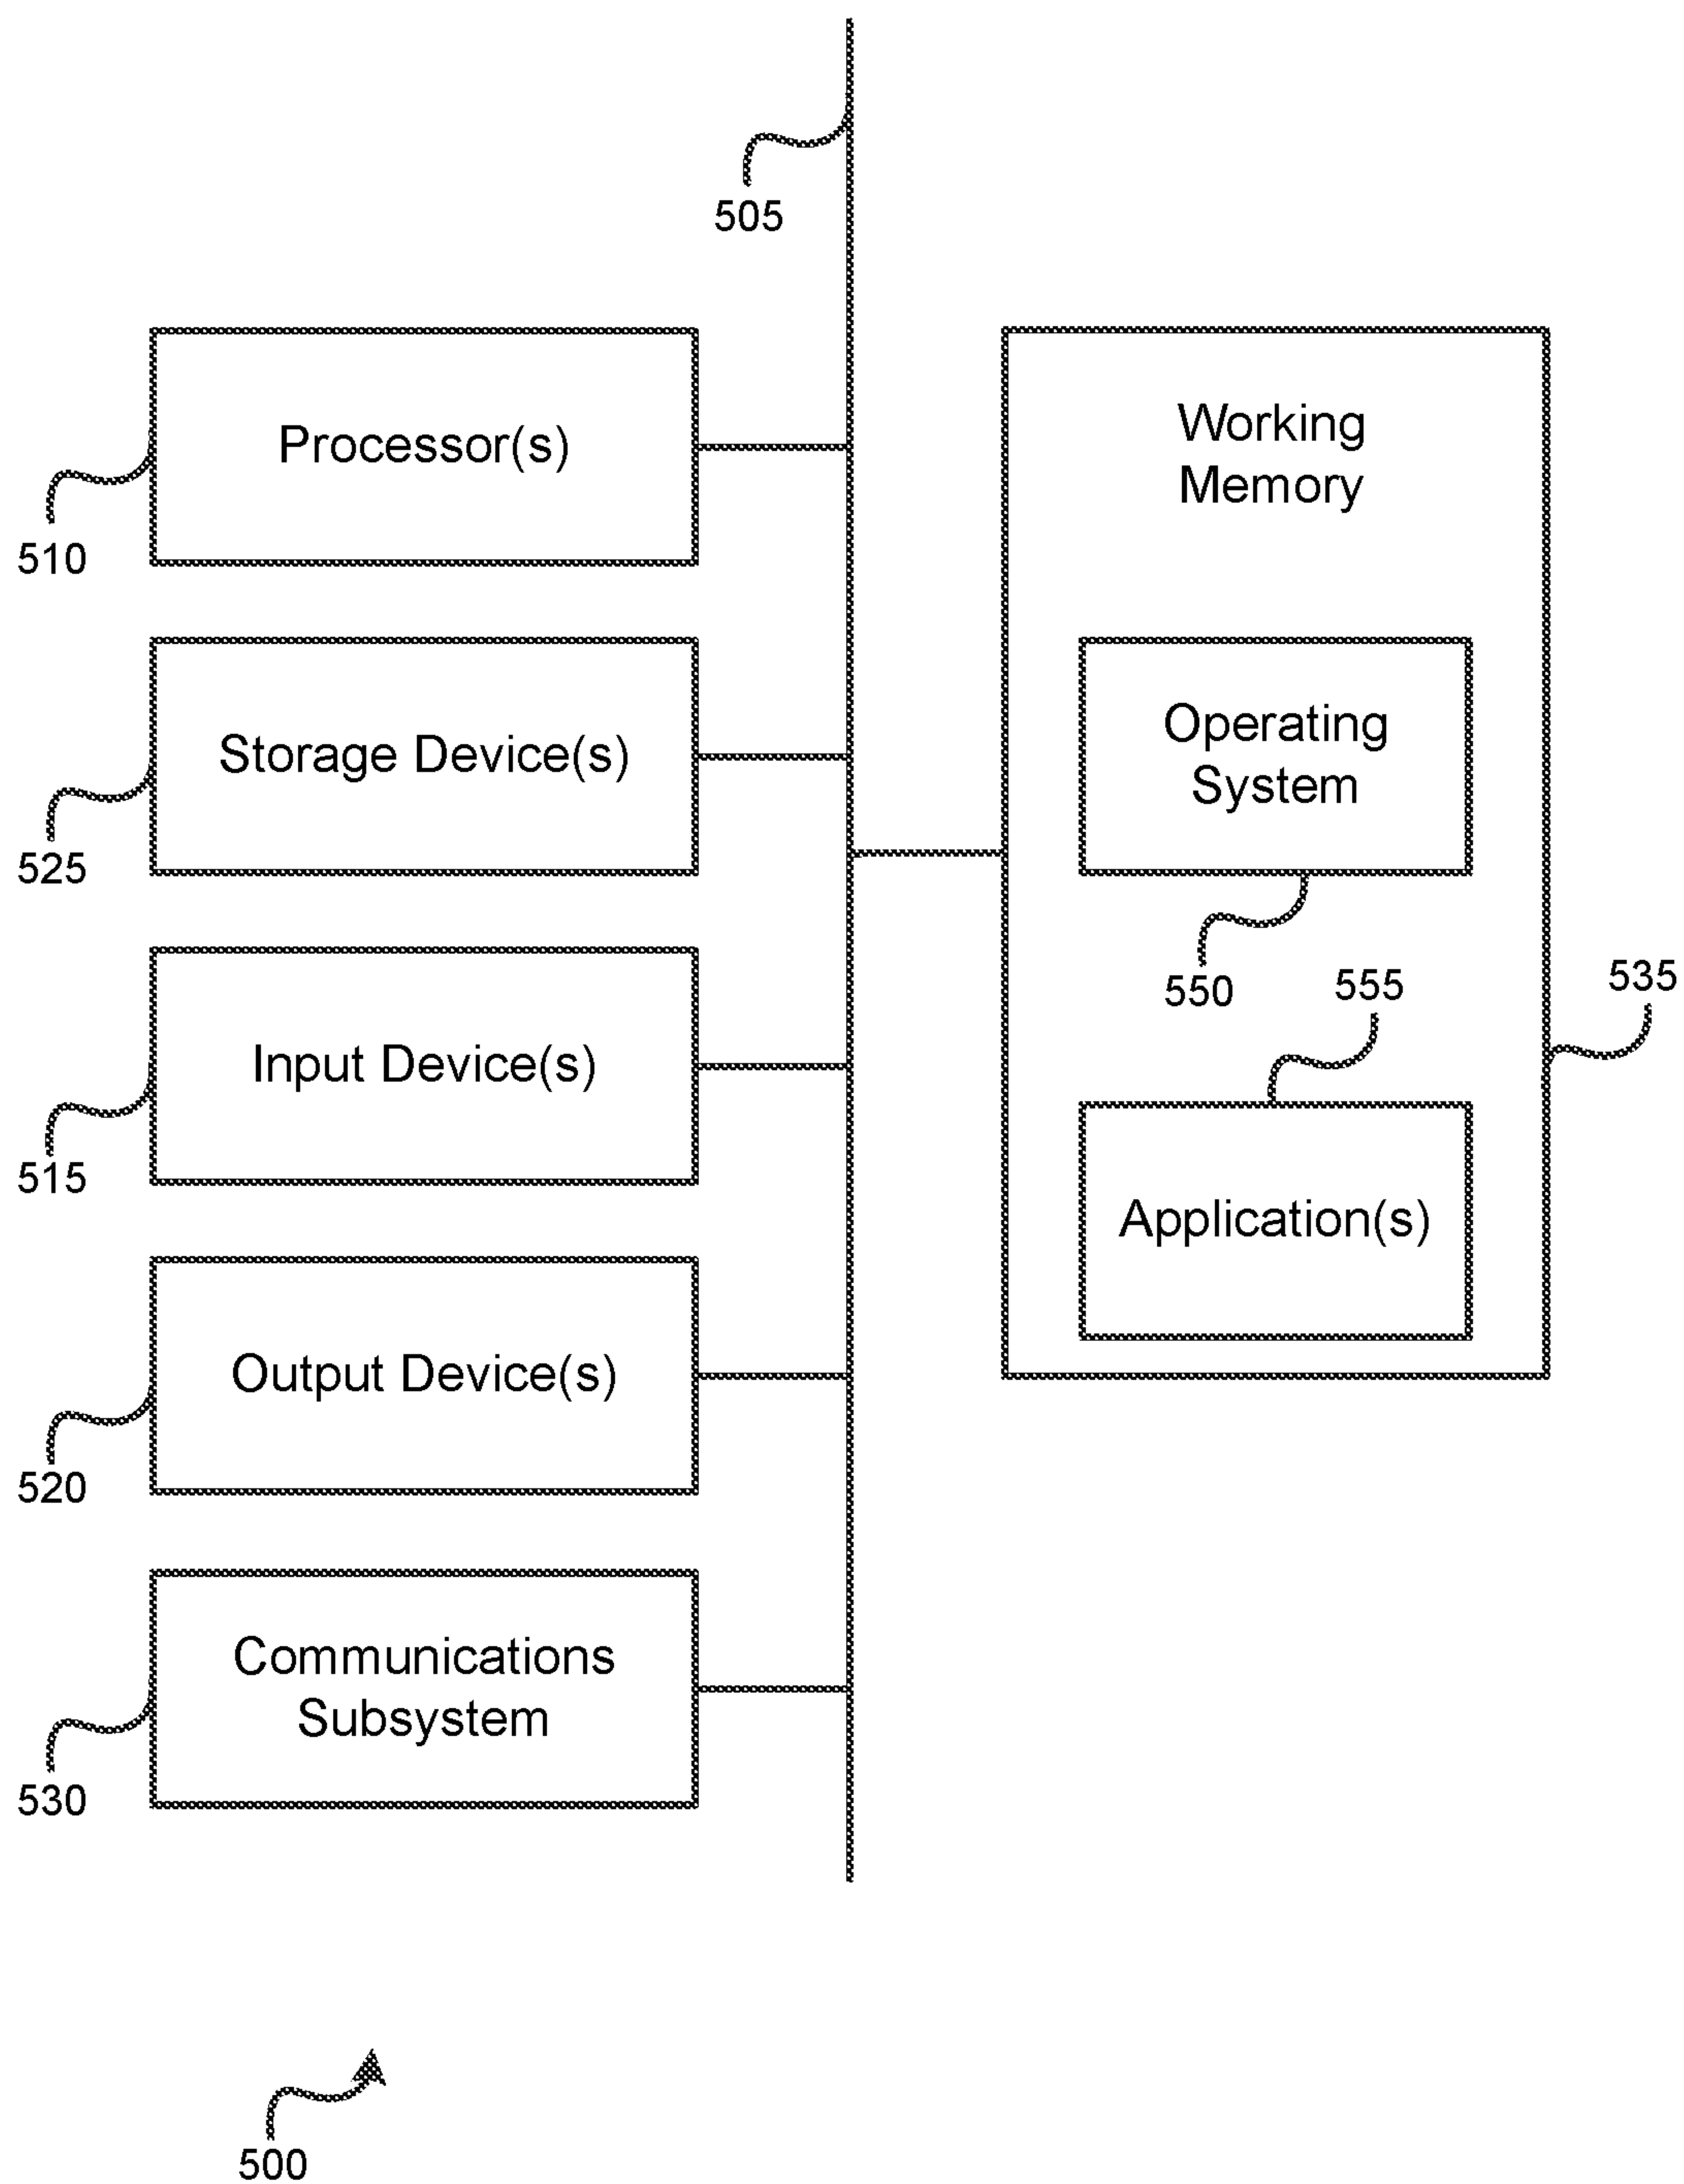 505
Processor(s)
510
Storage Device(s)
525
Input Device(s)
515
Output Device(s)
520
Communications
Subsystem
530
Working
Memory
Operating
System
550
555
535
Application(s)
500